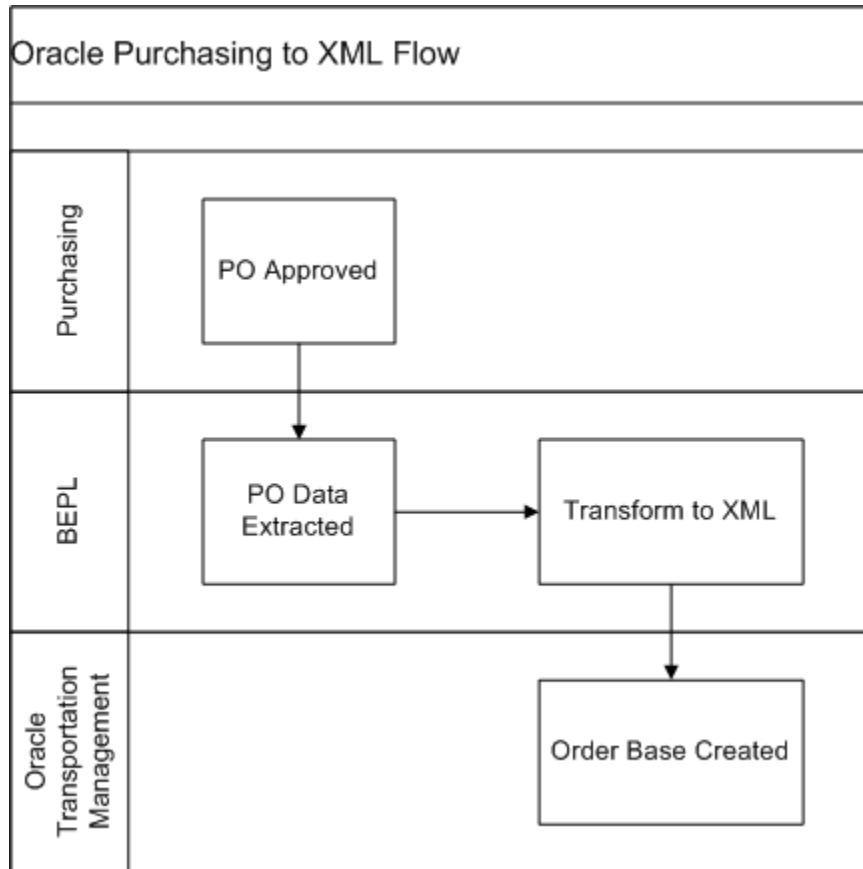 Oracle Purchasing to XML Flow
Purchasing
PO Approved
BEPL
PO Data
Extracted
Transform to XML
Oracle
Transportation
Management
Order Base Created